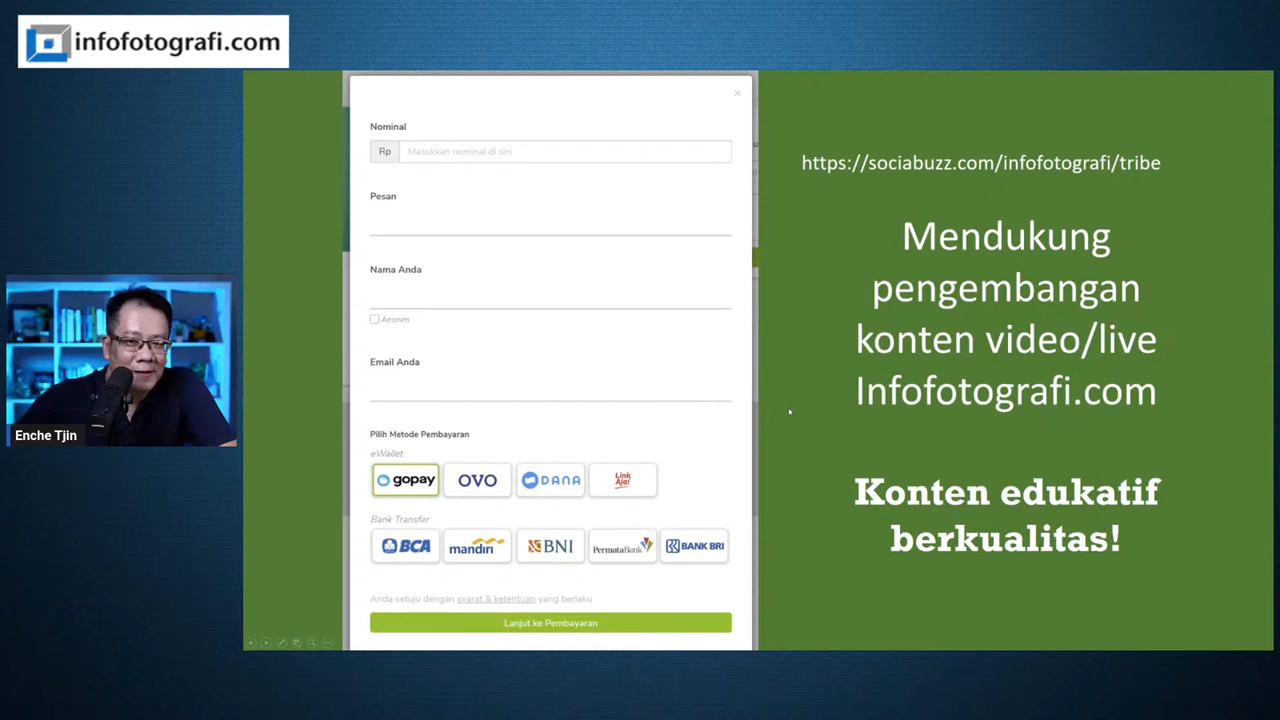 infofotografi.com
Nominal
Rp Masukkan nominal di sini
Pesan
Nama Anda
Anonim
Email Anda
Pilih Metode Pembayaran
eWallet
gopay OVO DANA Link Aja!
Bank Transfer
BCA mandiri BNI PermataBank BANK BRI
Anda setuju dengan syarat & ketentuan yang berlaku
Lanjut ke Pembayaran
https://sociabuzz.com/infofotografi/tribe
Mendukung
pengembangan
konten video/live
Infofotografi.com
Konten edukatif
berkualitas!
Enche Tjin